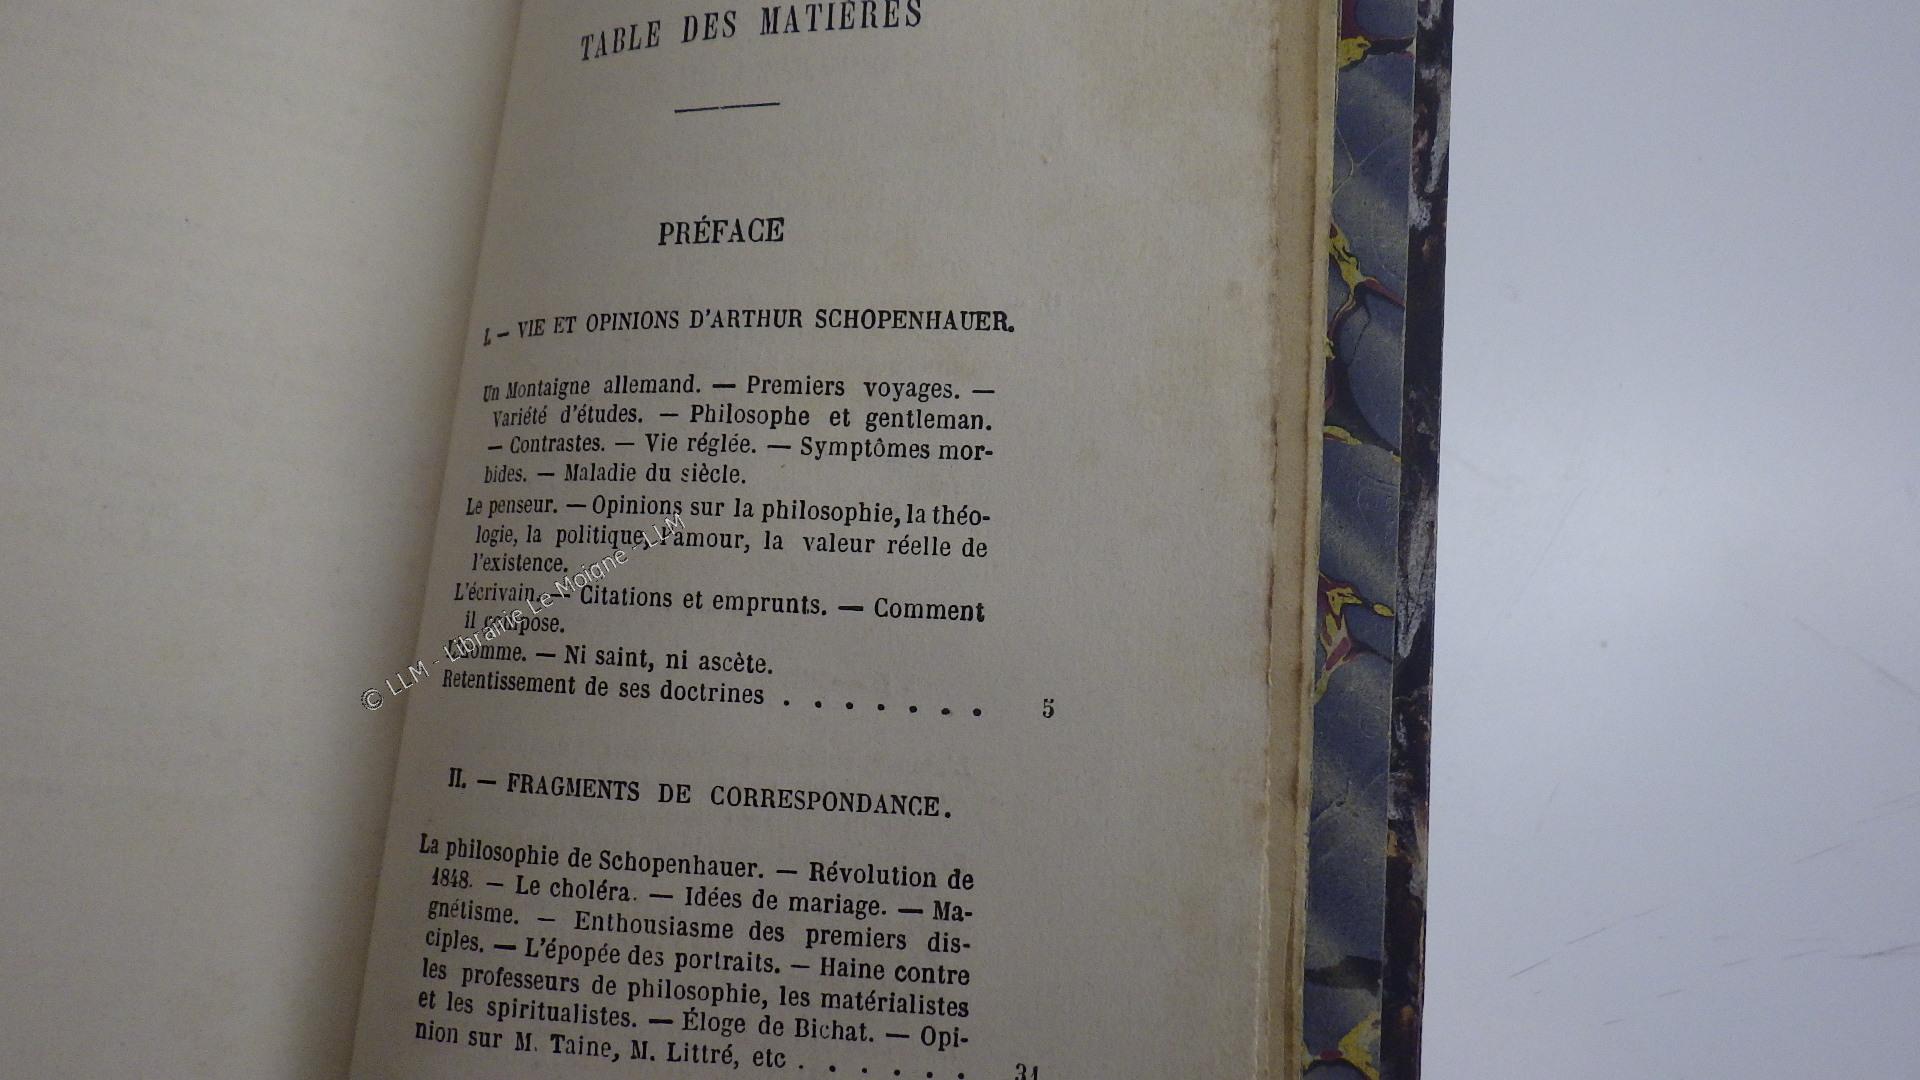 TABLE DES MATIÈRES
PRÉFACE
I. — VIE ET OPINIONS D'ARTHUR SCHOPENHAUER.
Un Montaigne allemand. — Premiers voyages. —
Variété d'études. — Philosophe et gentleman.
— Contrastes. — Vie réglée. — Symptômes mor-
bides. — Maladie du siècle.
Le penseur. — Opinions sur la philosophie, la théo-
logie, la politique, l'amour, la valeur réelle de
l'existence.
L'écrivain. — Citations et emprunts. — Comment
il compose.
L'homme. — Ni saint, ni ascète.
Retentissement de ses doctrines . . . . . . . 5
II. — FRAGMENTS DE CORRESPONDANCE.
La philosophie de Schopenhauer. — Révolution de
1848. — Le choléra. — Idées de mariage. — Ma-
gnétisme. — Enthousiasme des premiers dis-
ciples. — L'épopée des portraits. — Haine contre
les professeurs de philosophie, les matérialistes
et les spiritualistes. — Éloge de Bichat. — Opi-
nion sur M. Taine, M. Littré, etc . . . . . . 31
© LLM - Librairie Le Moigne - LLM